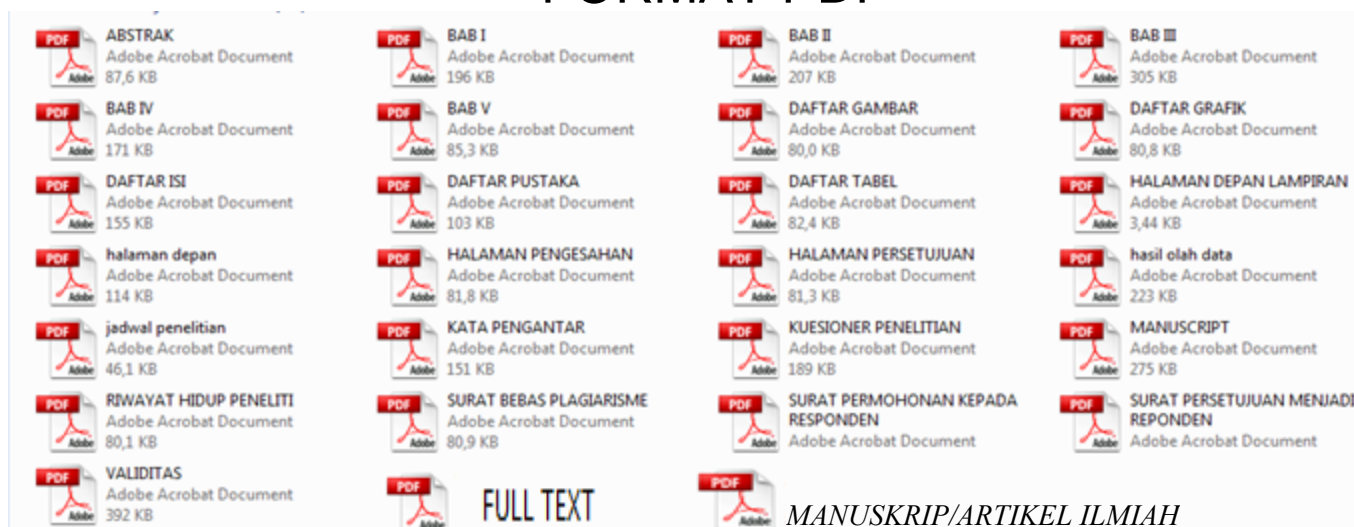 FORMAT PDF
ABSTRAK
Adobe Acrobat Document
87,6 KB
BAB I
Adobe Acrobat Document
196 KB
BAB II
Adobe Acrobat Document
207 KB
BAB III
Adobe Acrobat Document
305 KB
BAB IV
Adobe Acrobat Document
171 KB
BAB V
Adobe Acrobat Document
85,3 KB
DAFTAR GAMBAR
Adobe Acrobat Document
80,0 KB
DAFTAR GRAFIK
Adobe Acrobat Document
80,8 KB
DAFTAR ISI
Adobe Acrobat Document
155 KB
DAFTAR PUSTAKA
Adobe Acrobat Document
103 KB
DAFTAR TABEL
Adobe Acrobat Document
82,4 KB
HALAMAN DEPAN LAMPIRAN
Adobe Acrobat Document
3,44 KB
halaman depan
Adobe Acrobat Document
114 KB
HALAMAN PENGESAHAN
Adobe Acrobat Document
81,8 KB
HALAMAN PERSETUJUAN
Adobe Acrobat Document
81,3 KB
hasil olah data
Adobe Acrobat Document
223 KB
jadwal penelitian
Adobe Acrobat Document
46,1 KB
KATA PENGANTAR
Adobe Acrobat Document
151 KB
KUESIONER PENELITIAN
Adobe Acrobat Document
189 KB
MANUSCRIPT
Adobe Acrobat Document
275 KB
RIWAYAT HIDUP PENELITI
Adobe Acrobat Document
80,1 KB
SURAT BEBAS PLAGIARISME
Adobe Acrobat Document
80,9 KB
SURAT PERMOHONAN KEPADA
RESPONDEN
Adobe Acrobat Document
SURAT PERSETUJUAN MENJADI
REPONDEN
Adobe Acrobat Document
VALIDITAS
Adobe Acrobat Document
392 KB
FULL TEXT
MANUSKRIP/ARTIKEL ILMIAH